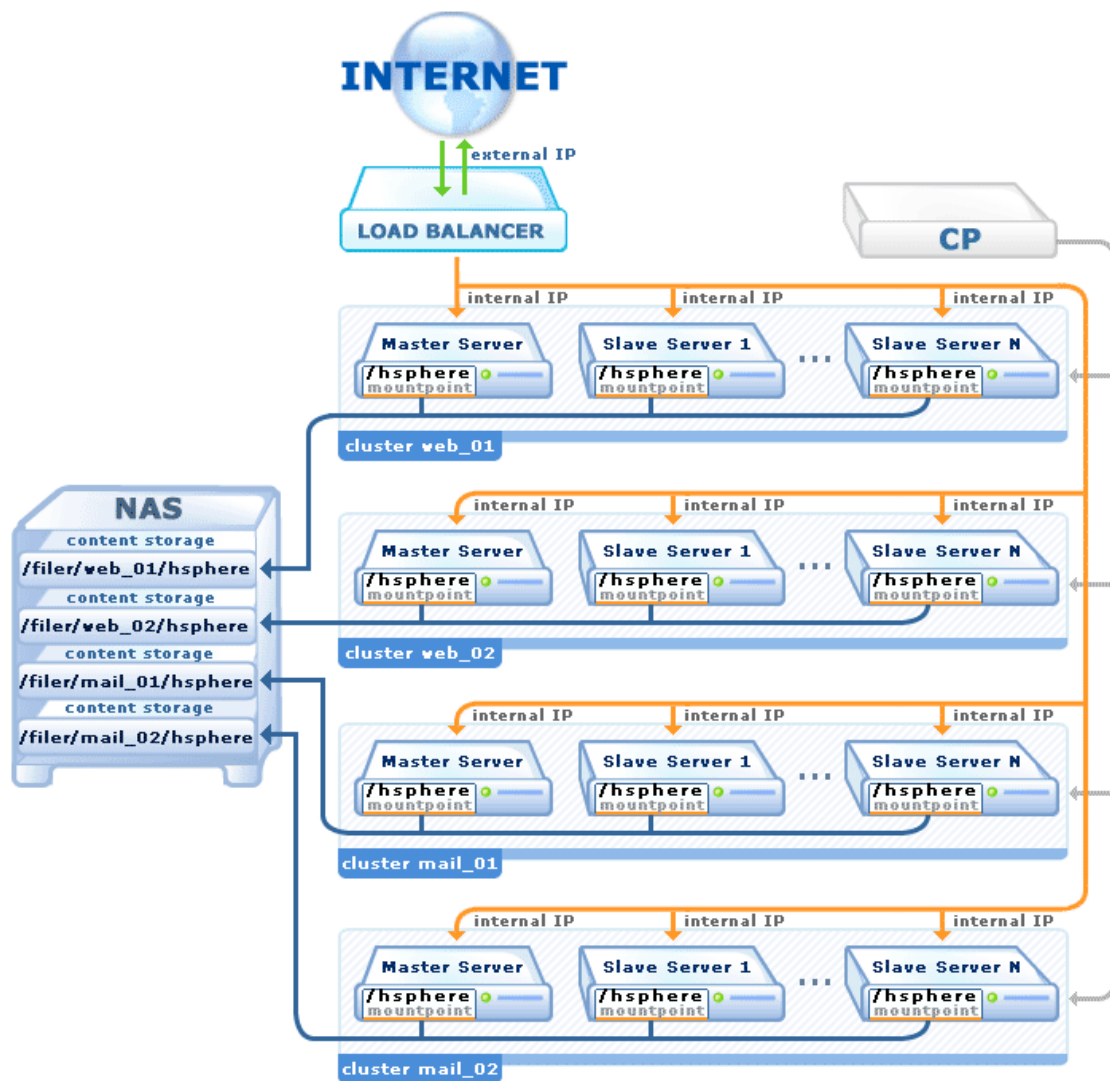 INTERNET
external IP
LOAD BALANCER
CP
internal IP internal IP internal IP
Master Server Slave Server 1 ... Slave Server N
/hsphere /hsphere /hsphere
mountpoint mountpoint mountpoint
cluster web_01
NAS
content storage
/filer/web_01/hsphere
content storage
/filer/web_02/hsphere
content storage
/filer/mail_01/hsphere
content storage
/filer/mail_02/hsphere
internal IP internal IP internal IP
Master Server Slave Server 1 ... Slave Server N
/hsphere /hsphere /hsphere
mountpoint mountpoint mountpoint
cluster web_02
internal IP internal IP internal IP
Master Server Slave Server 1 ... Slave Server N
/hsphere /hsphere /hsphere
mountpoint mountpoint mountpoint
cluster mail_01
internal IP internal IP internal IP
Master Server Slave Server 1 ... Slave Server N
/hsphere /hsphere /hsphere
mountpoint mountpoint mountpoint
cluster mail_02